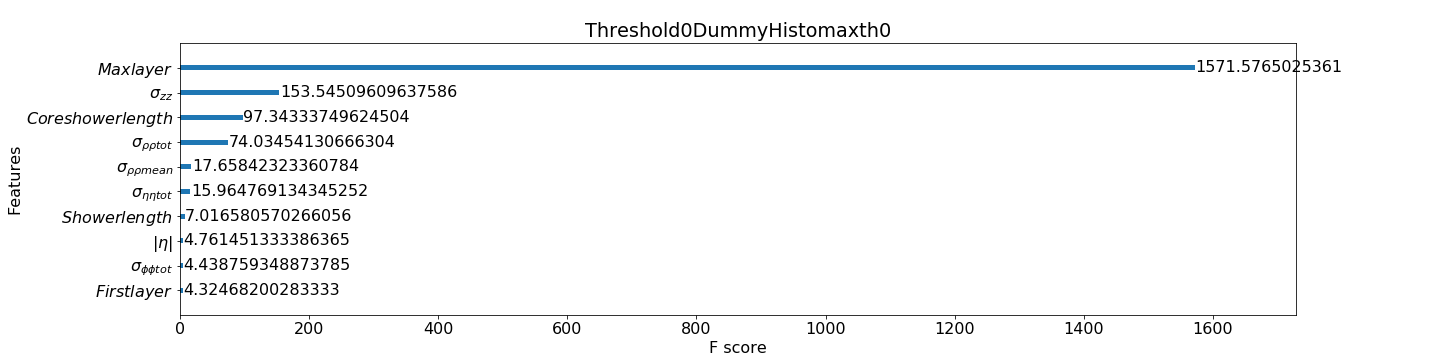 Threshold0DummyHistomaxth0
Maxlayer 1571.5765025361
σzz 153.54509609637586
Coreshowerlength 97.34333749624504
σρρtot 74.03454130666304
σρρmean 17.65842323360784
σηηtot 15.964769134345252
Showerlength 7.016580570266056
|η| 4.761451333386365
σϕϕtot 4.438759348873785
Firstlayer 4.32468200283333
Features
0 200 400 600 800 1000 1200 1400 1600
F score